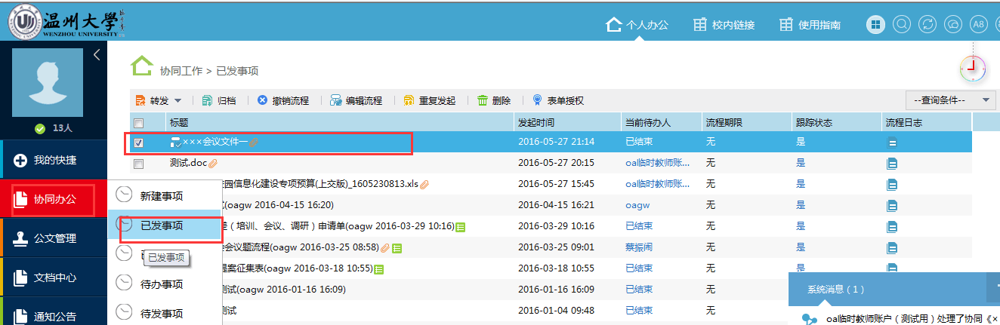 温州大学
WENZHOU UNIVERSITY
个人办公
校内链接
使用指南
A8
协同工作 > 已发事项
13人
转发
归档
撤销流程
编辑流程
重复发起
删除
表单授权
--查询条件--
标题 发起时间 当前待办人 流程期限 跟踪状态 流程日志
×××会议文件一 2016-05-27 21:14 已结束 无 是
测试.doc 2016-05-27 20:15 oa临时教师账... 无 是
园信息化建设专项预算(上交版)_1605230813.xls 2016-05-27 15:45 oa临时教师账... 无 是
(oagw 2016-04-15 16:20) 2016-04-15 16:21 oagw 无 是
差（培训、会议、调研）申请单(oagw 2016-03-29 10:16) 2016-03-29 10:16 已结束 无 是
会议题流程(oagw 2016-03-25 08:58) 2016-03-25 09:01 蔡振闹 无 是
程案征集表(oagw 2016-03-18 10:55) 2016-03-18 10:55 已结束 无 是
测试(oagw 2016-01-16 16:09) 2016-01-16 16:09 已结束 无
测试 2016-01-04 09:48 已结束 无
我的快捷
协同办公
公文管理
文档中心
通知公告
新建事项
已发事项
已发事项
待办事项
待发事项
系统消息（1）
oa临时教师账户（测试用）处理了协同《×